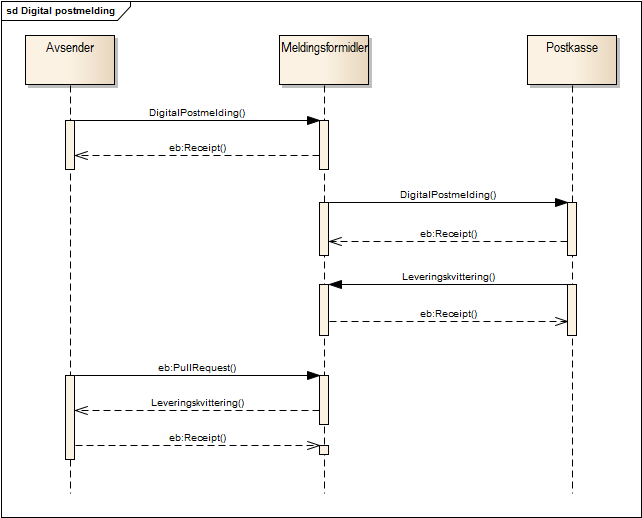 sd Digital postmelding
Avsender
Meldingsformidler
Postkasse
DigitalPostmelding()
eb:Receipt()
DigitalPostmelding()
eb:Receipt()
Leveringskvittering()
eb:Receipt()
eb:PullRequest()
Leveringskvittering()
eb:Receipt()